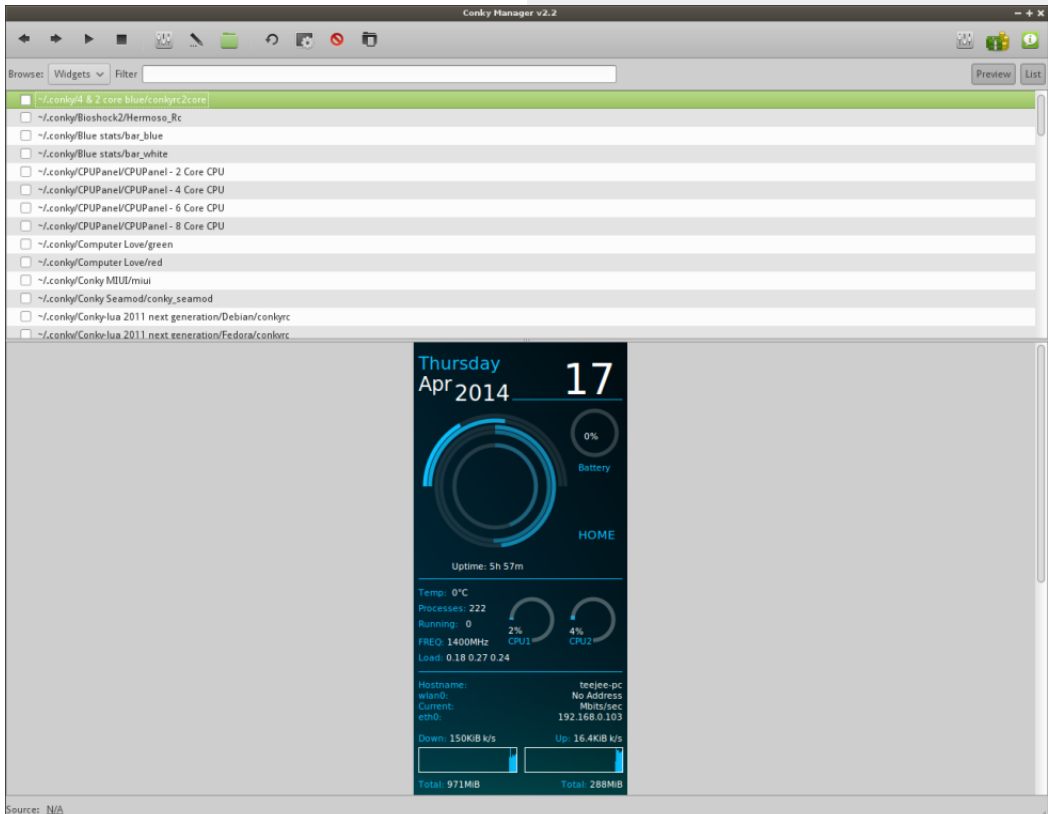 Conky Manager v2.2
Browse: Widgets Filter Preview List
~/.conky/4 & 2 core blue/conkyrc2core
~/.conky/Bioshock2/Hermoso_Rc
~/.conky/Blue stats/bar_blue
~/.conky/Blue stats/bar_white
~/.conky/CPUPanel/CPUPanel - 2 Core CPU
~/.conky/CPUPanel/CPUPanel - 4 Core CPU
~/.conky/CPUPanel/CPUPanel - 6 Core CPU
~/.conky/CPUPanel/CPUPanel - 8 Core CPU
~/.conky/Computer Love/green
~/.conky/Computer Love/red
~/.conky/Conky MIUI/miui
~/.conky/Conky Seamod/conky_seamod
~/.conky/Conky-lua 2011 next generation/Debian/conkyrc
~/.conky/Conky-lua 2011 next generation/Fedora/conkyrc
Thursday
Apr 2014 17
0%
Battery
HOME
Uptime: 5h 57m
Temp: 0°C
Processes: 222
Running: 0
2% 4%
FREQ: 1400MHz CPU1 CPU2
Load: 0.18 0.27 0.24
Hostname: teejee-pc
wlan0: No Address
Current: Mbits/sec
eth0: 192.168.0.103
Down: 150KiB k/s Up: 16.4KiB k/s
Total: 971MiB Total: 288MiB
Source: N/A